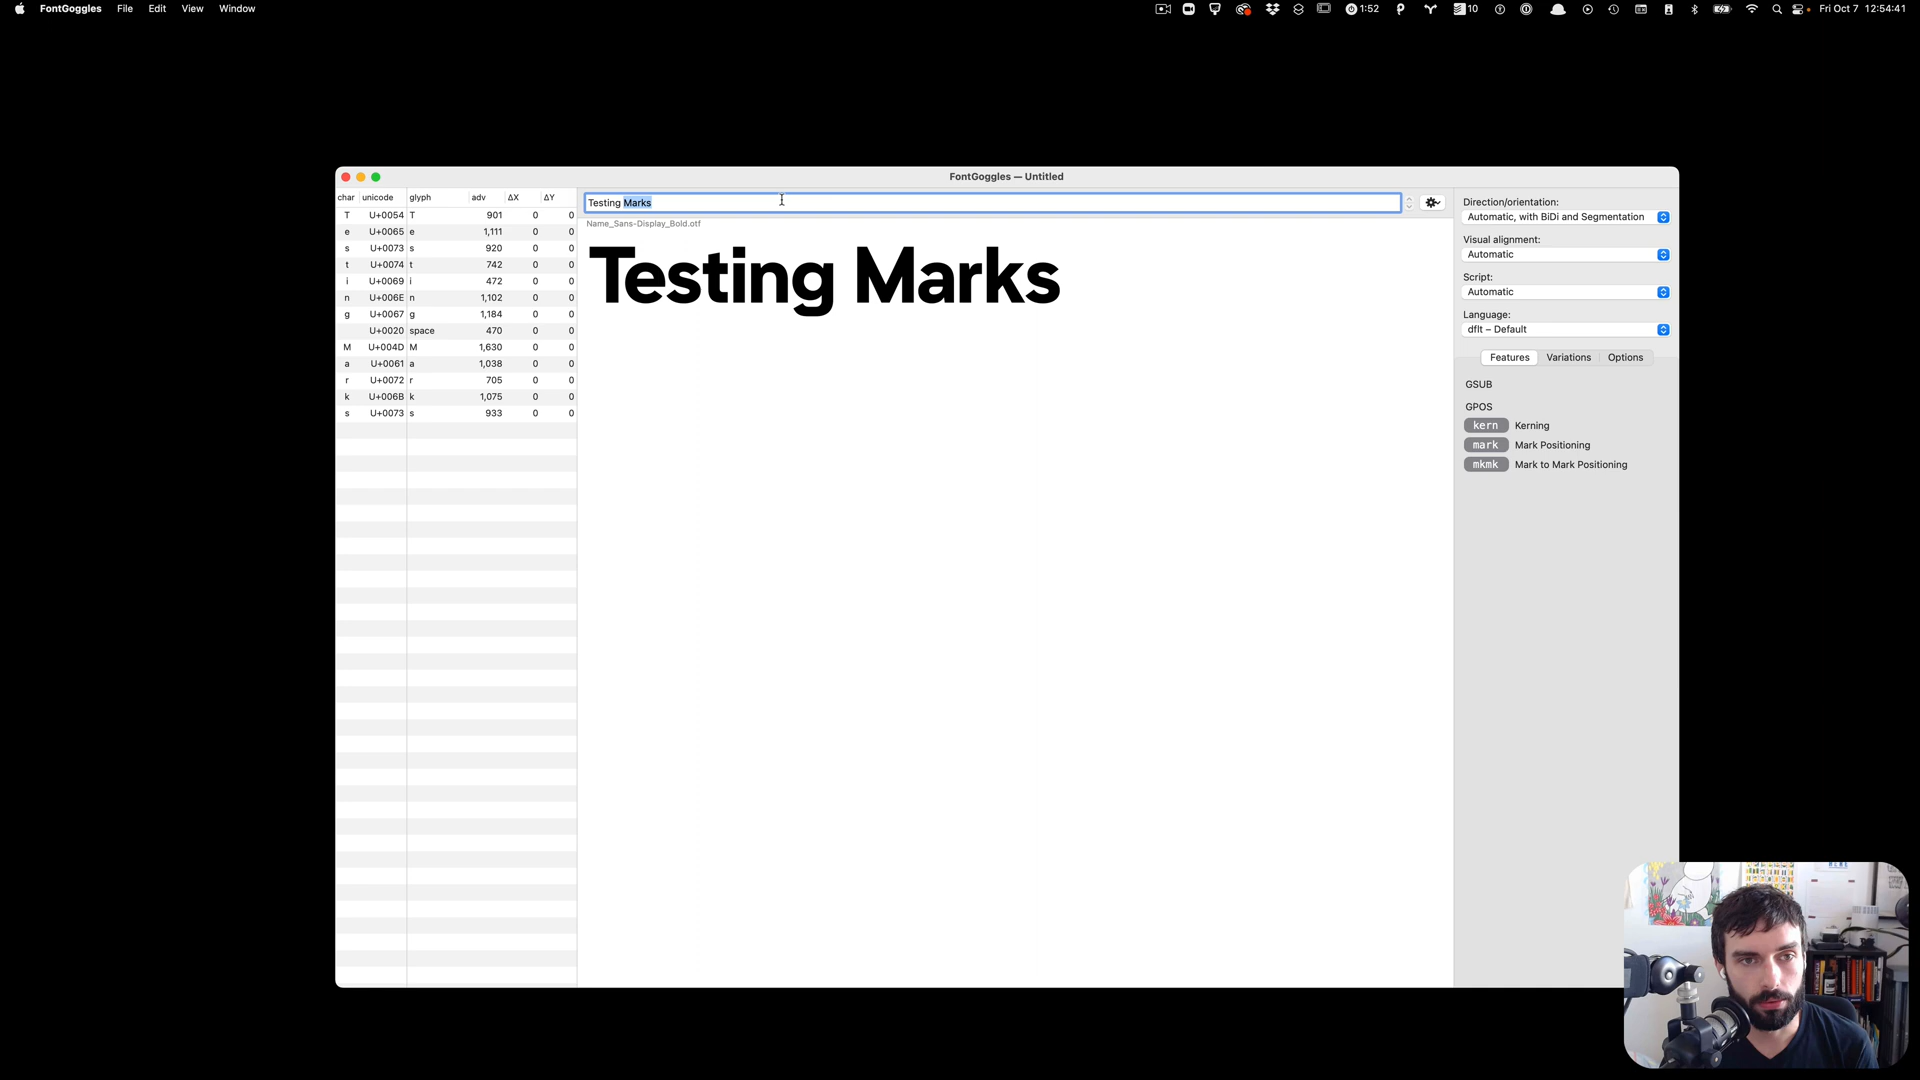 FontGoggles File Edit View Window 1:52 10 Fri Oct 7 12:54:41
FontGoggles — Untitled
char unicode glyph adv ΔX ΔY
T U+0054 T 901 0 0
e U+0065 e 1,111 0 0
s U+0073 s 920 0 0
t U+0074 t 742 0 0
i U+0069 i 472 0 0
n U+006E n 1,102 0 0
g U+0067 g 1,184 0 0
U+0020 space 470 0 0
M U+004D M 1,630 0 0
a U+0061 a 1,038 0 0
r U+0072 r 705 0 0
k U+006B k 1,075 0 0
s U+0073 s 933 0 0
Testing Marks
Name_Sans-Display_Bold.otf
Testing Marks
Direction/orientation:
Automatic, with BiDi and Segmentation
Visual alignment:
Automatic
Script:
Automatic
Language:
dflt – Default
Features Variations Options
GSUB
GPOS
kern Kerning
mark Mark Positioning
mkmk Mark to Mark Positioning